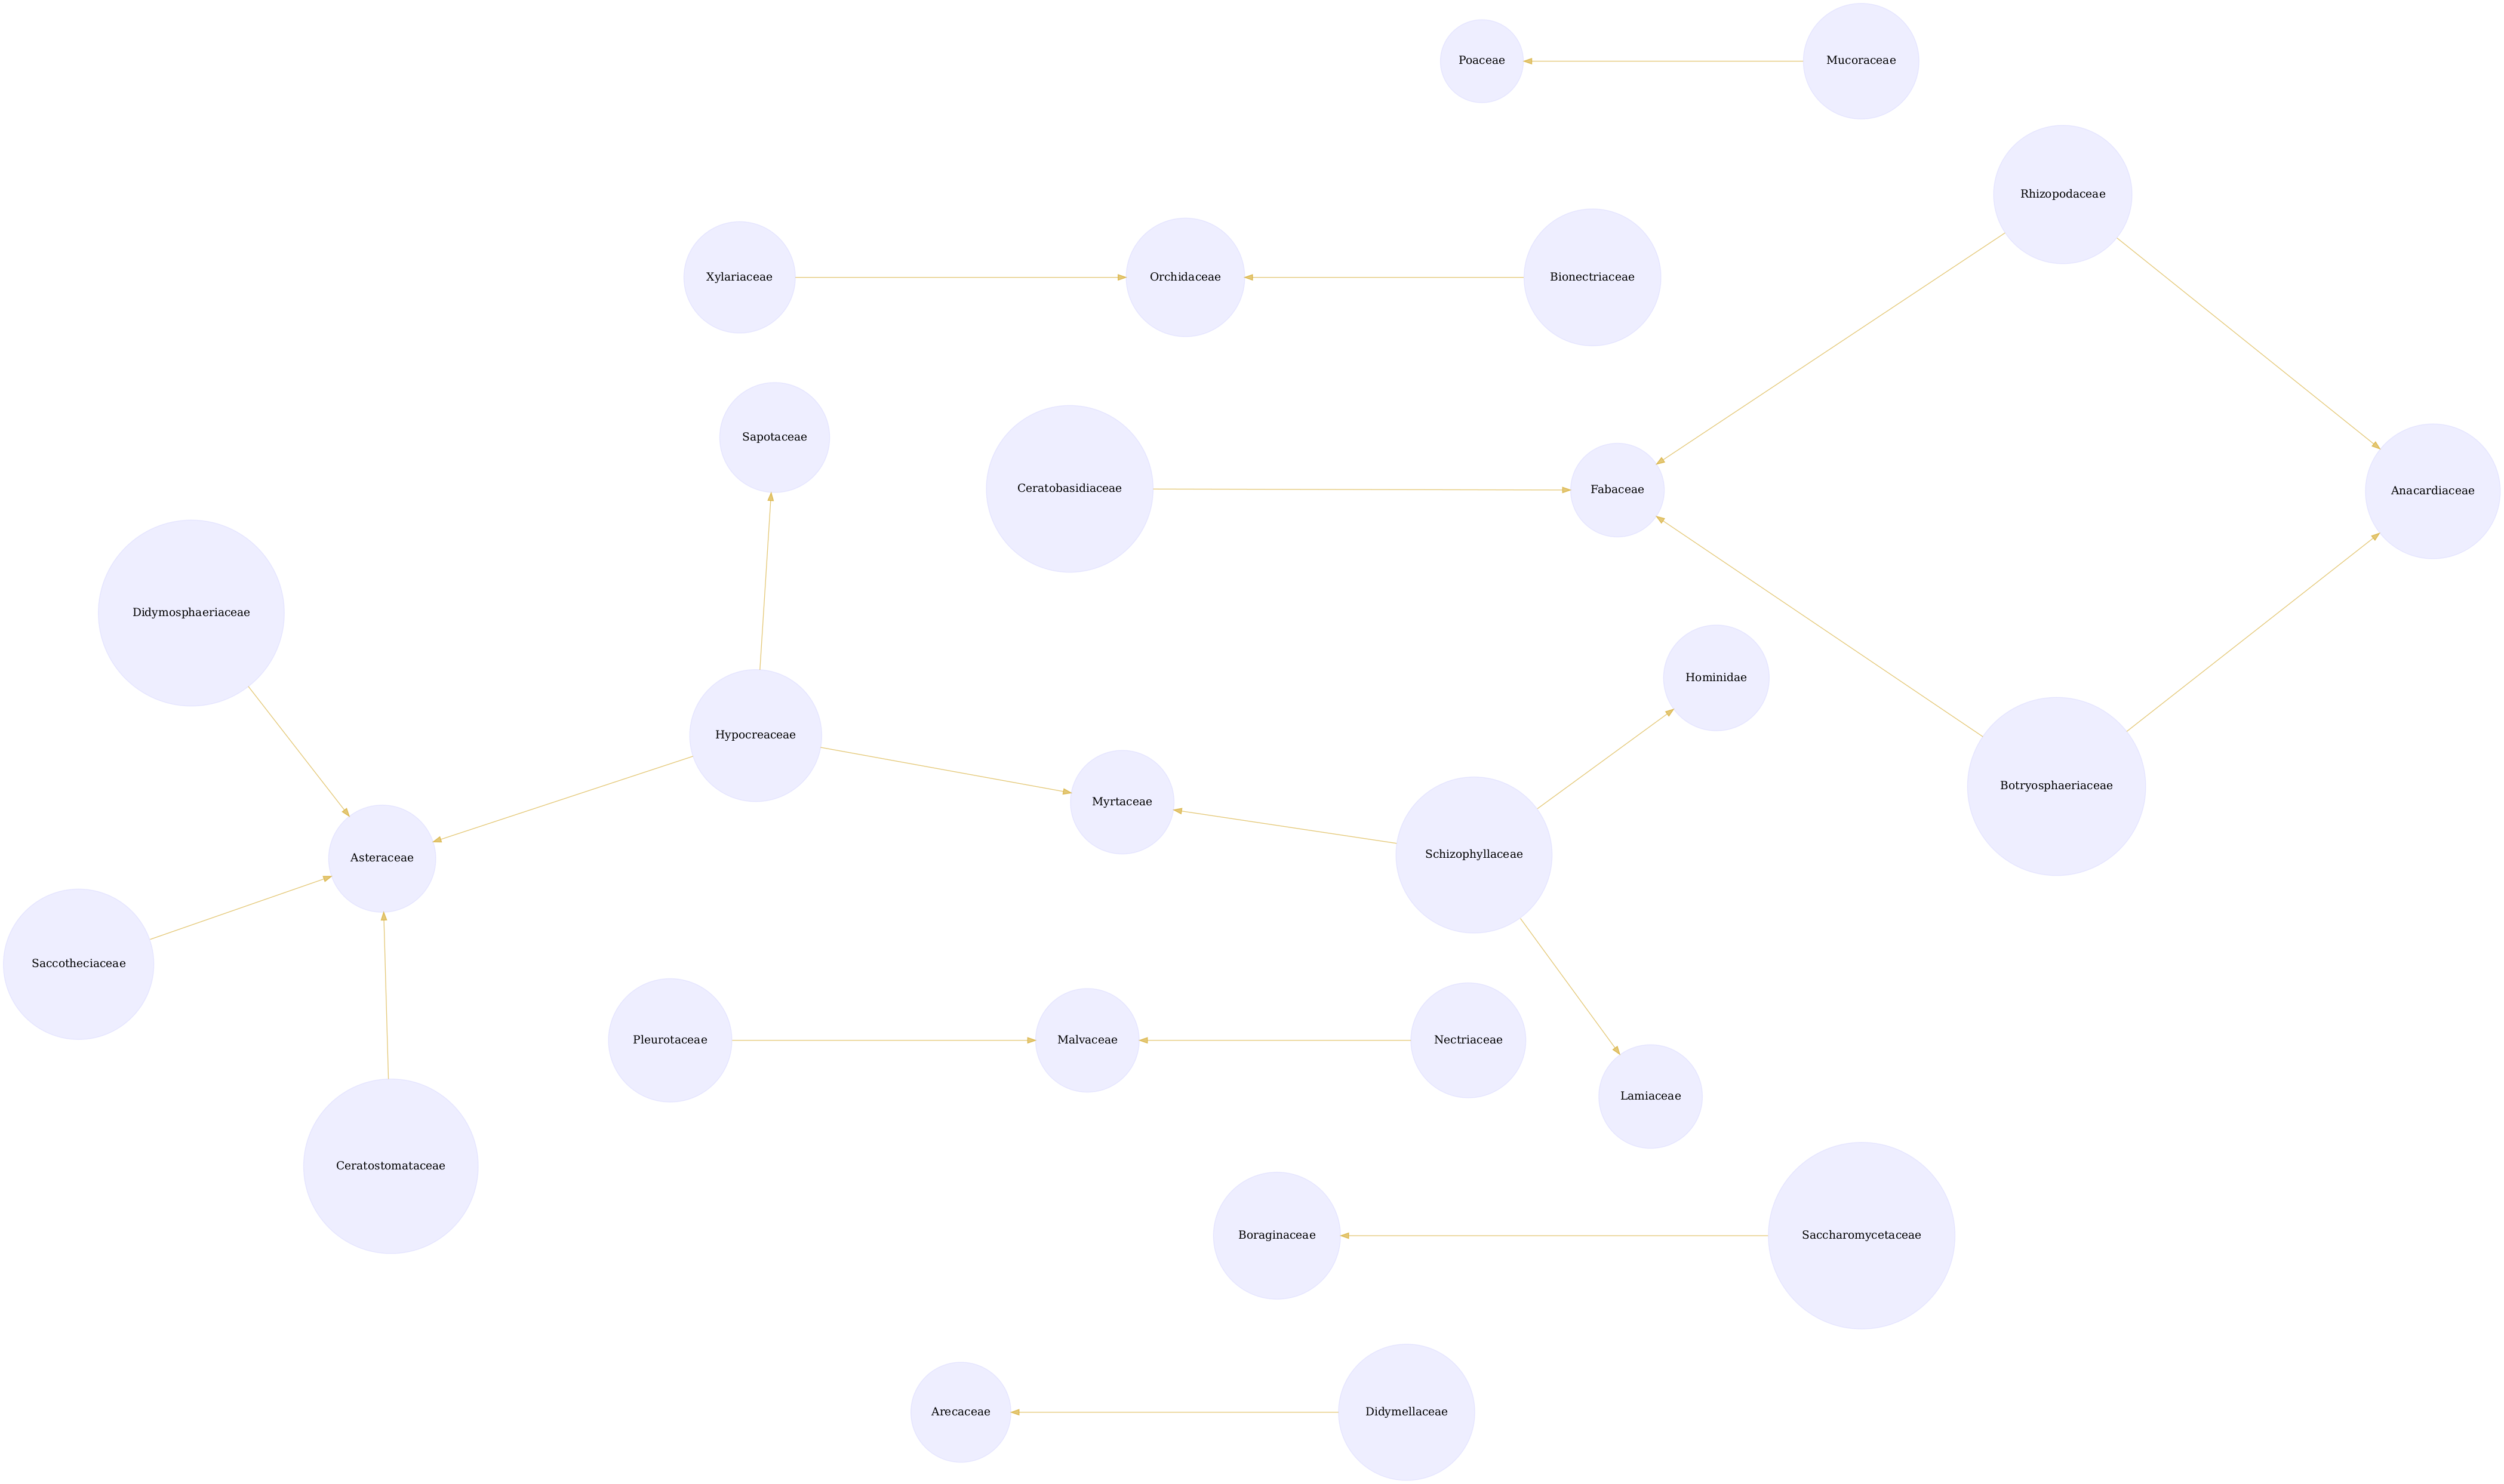 Poaceae
Mucoraceae
Rhizopodaceae
Xylariaceae
Orchidaceae
Bionectriaceae
Sapotaceae
Ceratobasidiaceae
Fabaceae
Anacardiaceae
Didymosphaeriaceae
Hominidae
Hypocreaceae
Botryosphaeriaceae
Myrtaceae
Schizophyllaceae
Asteraceae
Saccotheciaceae
Pleurotaceae
Malvaceae
Nectriaceae
Lamiaceae
Ceratostomataceae
Boraginaceae
Saccharomycetaceae
Arecaceae
Didymellaceae